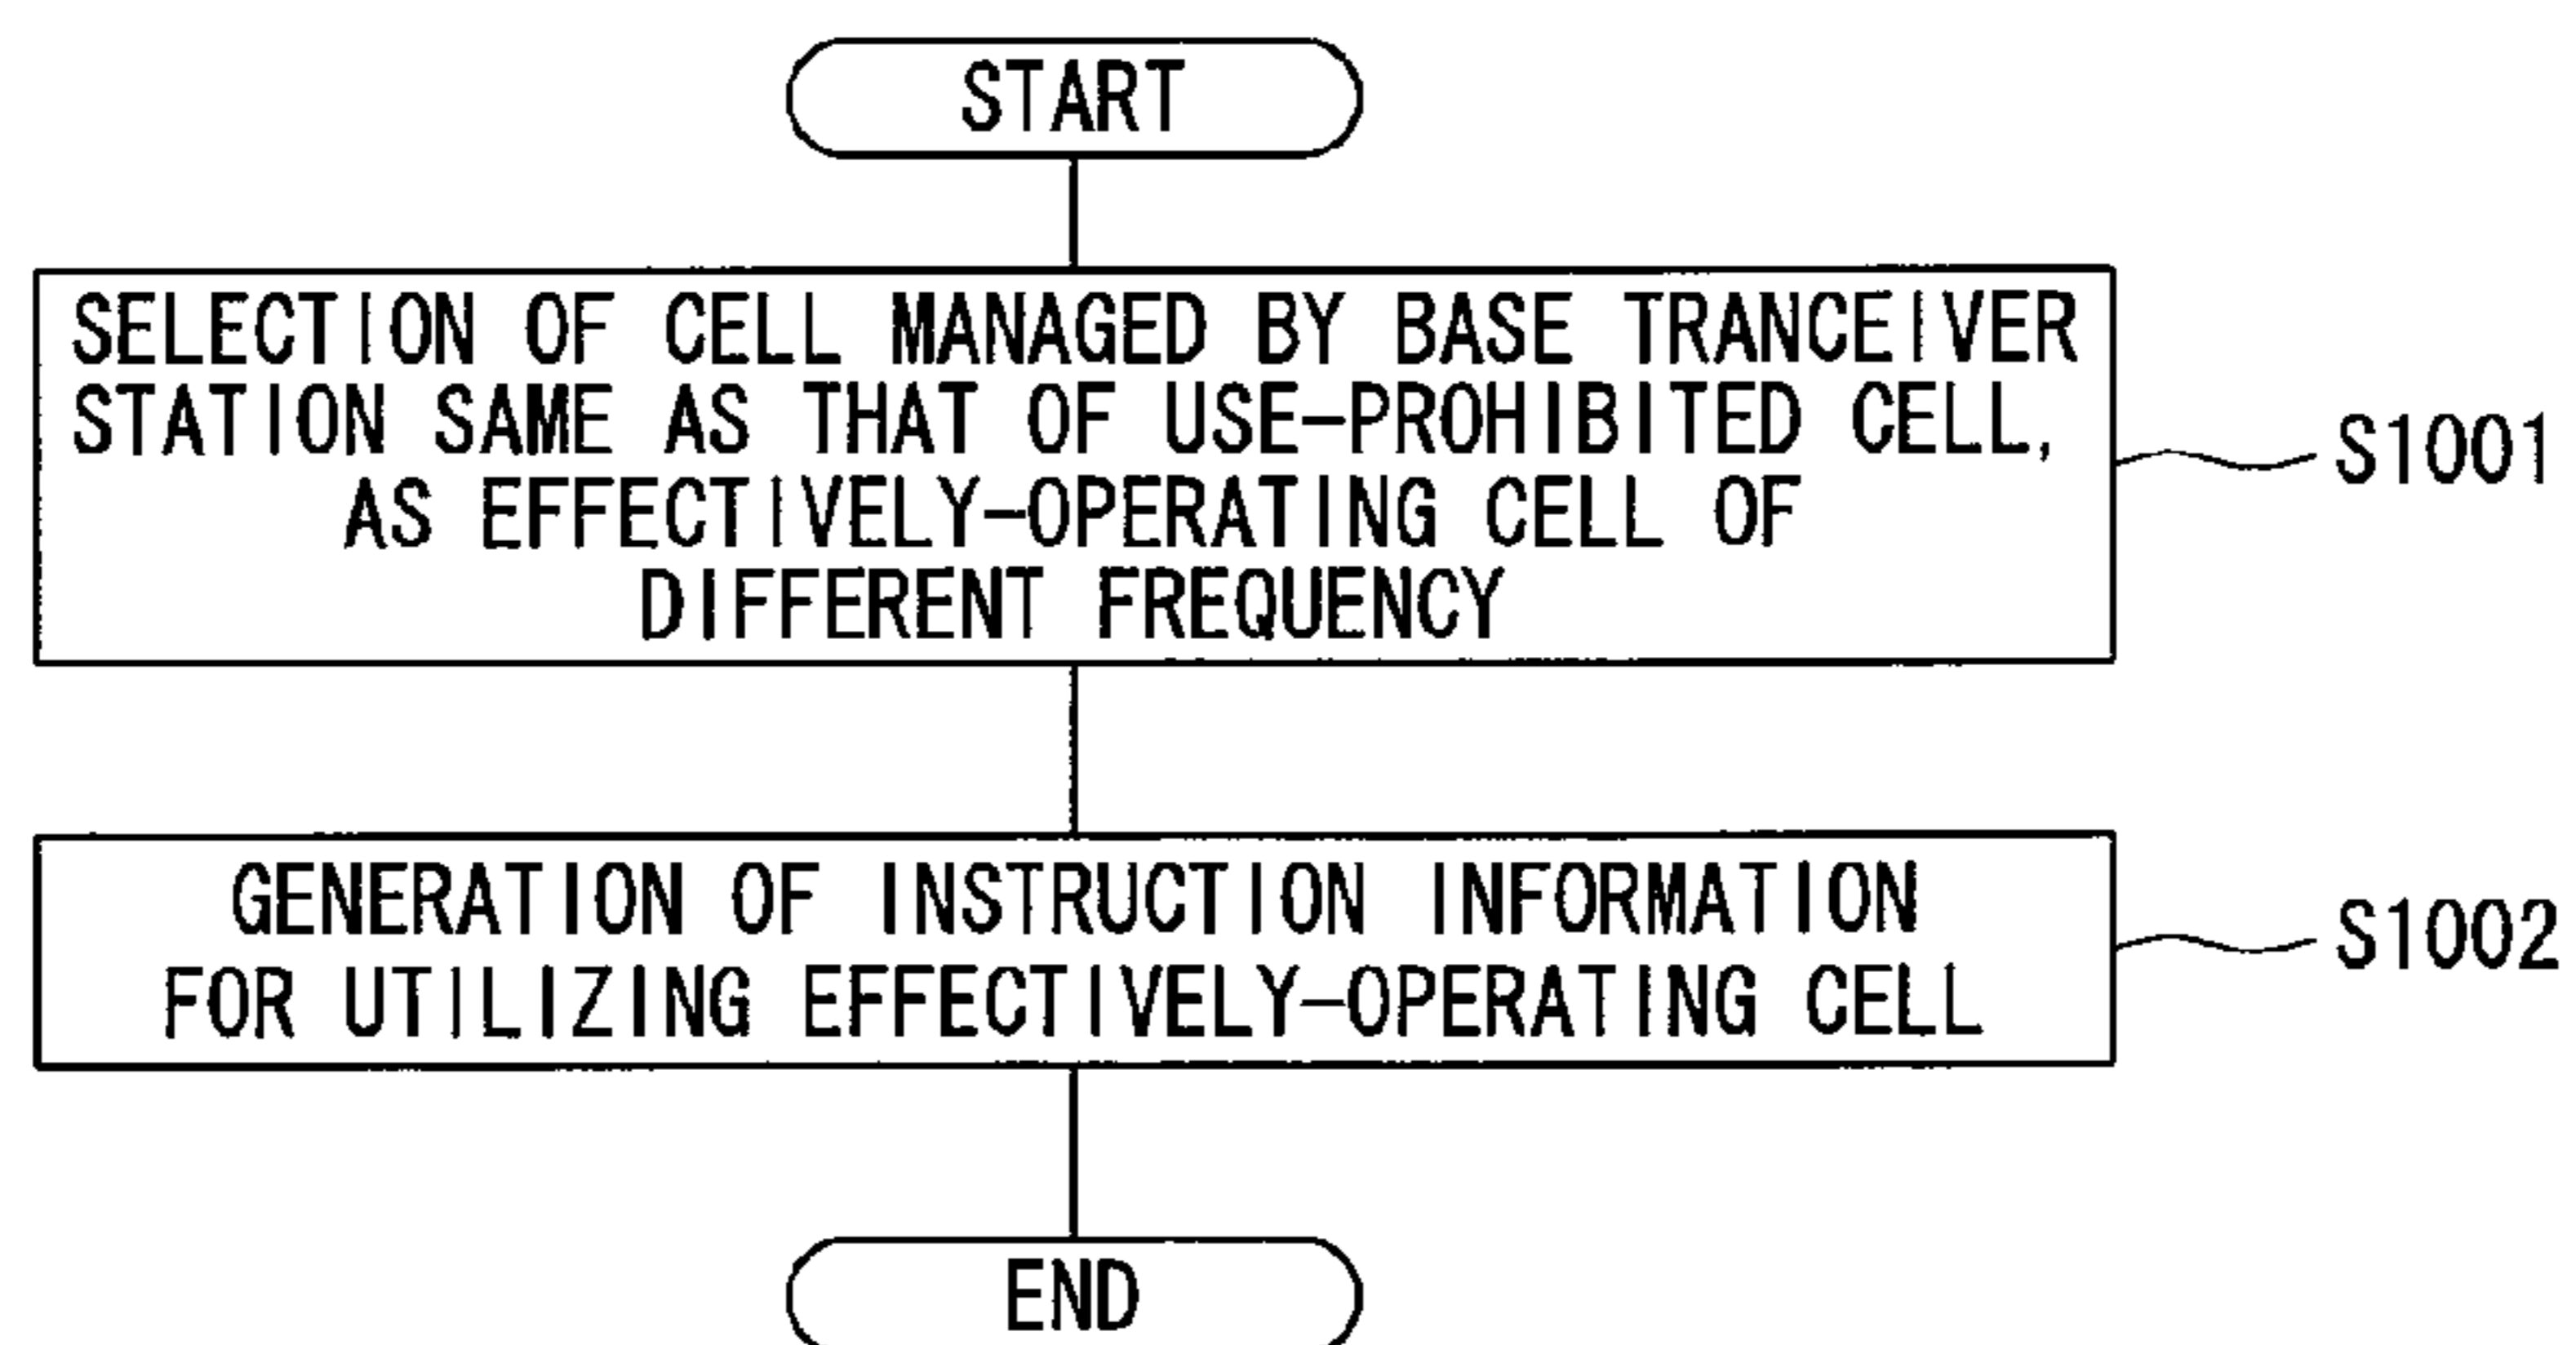 START
SELECTION OF CELL MANAGED BY BASE TRANCEIVER
STATION SAME AS THAT OF USE-PROHIBITED CELL,
AS EFFECTIVELY-OPERATING CELL OF
DIFFERENT FREQUENCY
S1001
GENERATION OF INSTRUCTION INFORMATION
FOR UTILIZING EFFECTIVELY-OPERATING CELL
S1002
END